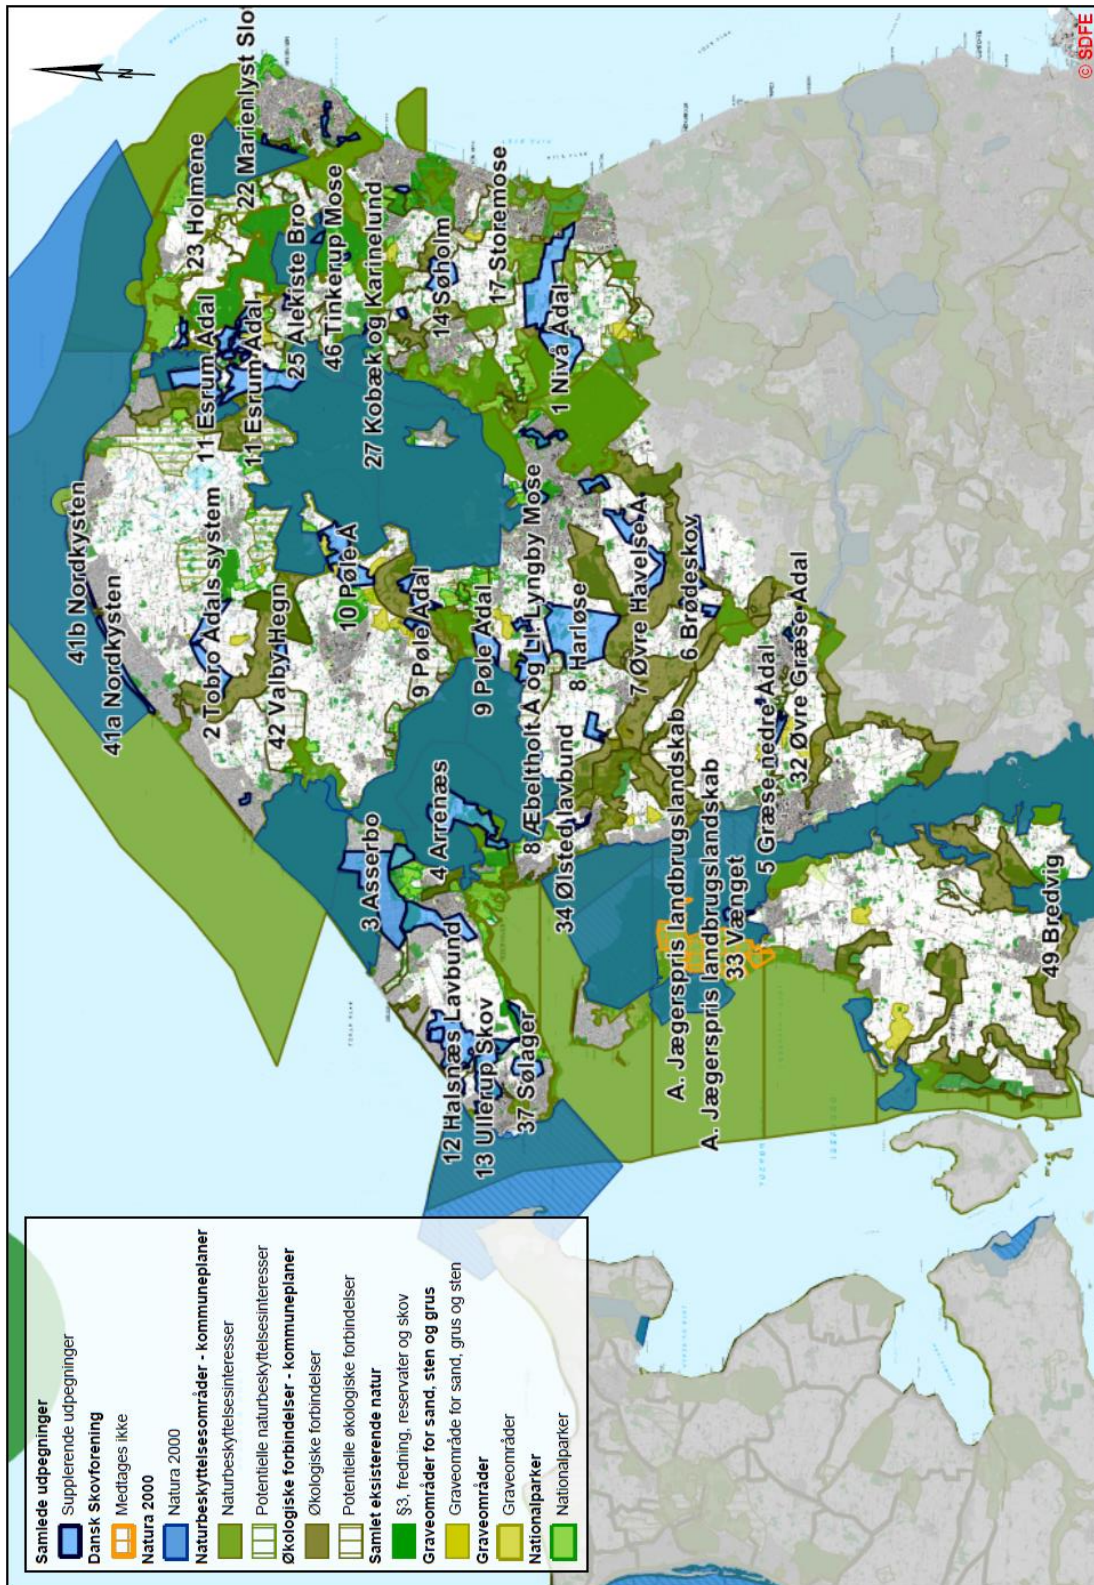 Samlede udpegninger
Supplerende udpegninger
Dansk Skovforening
Medtages ikke
Natura 2000
Natura 2000
Naturbeskyttelsesområder - kommuneplaner
Naturbeskyttelsesinteresser
Potentielle naturbeskyttelsesinteresser
Økologiske forbindelser - kommuneplaner
Økologiske forbindelser
Potentielle økologiske forbindelser
Samlet eksisterende natur
§3, fredning, reservater og skov
Graveområder for sand, sten og grus
Graveområde for sand, grus og sten
Graveområder
Graveområder
Nationalparker
Nationalparker
N
41b Nordkysten
41a Nordkysten
23 Holmene
22 Marienlyst Slot
11 Esrum Ådal
11 Esrum Ådal
2 Tobro Ådals system
42 Valby Hegn
25 Alekiste Bro
46 Tinkerup Mose
10 Pøle Å
3 Asserbo
27 Kobæk og Karinelund
9 Pøle Ådal
4 Arrenæs
14 Søholm
12 Halsnæs Lavbund
13 Ullerup Skov
9 Pøle Ådal
17 Storemose
37 Sølager
8 Æbeltholt Å og Ll. Lyngby Mose
1 Nivå Ådal
34 Ølsted lavbund
8 Harløse
7 Øvre Havelse Å.
6 Brødeskov
A. Jægerspris landbrugslandskab
A. Jægerspris landbrugslandskab
33 Vænget
5 Græse nedre Ådal
32 Øvre Græse Ådal
49 Bredvig
© SDFE